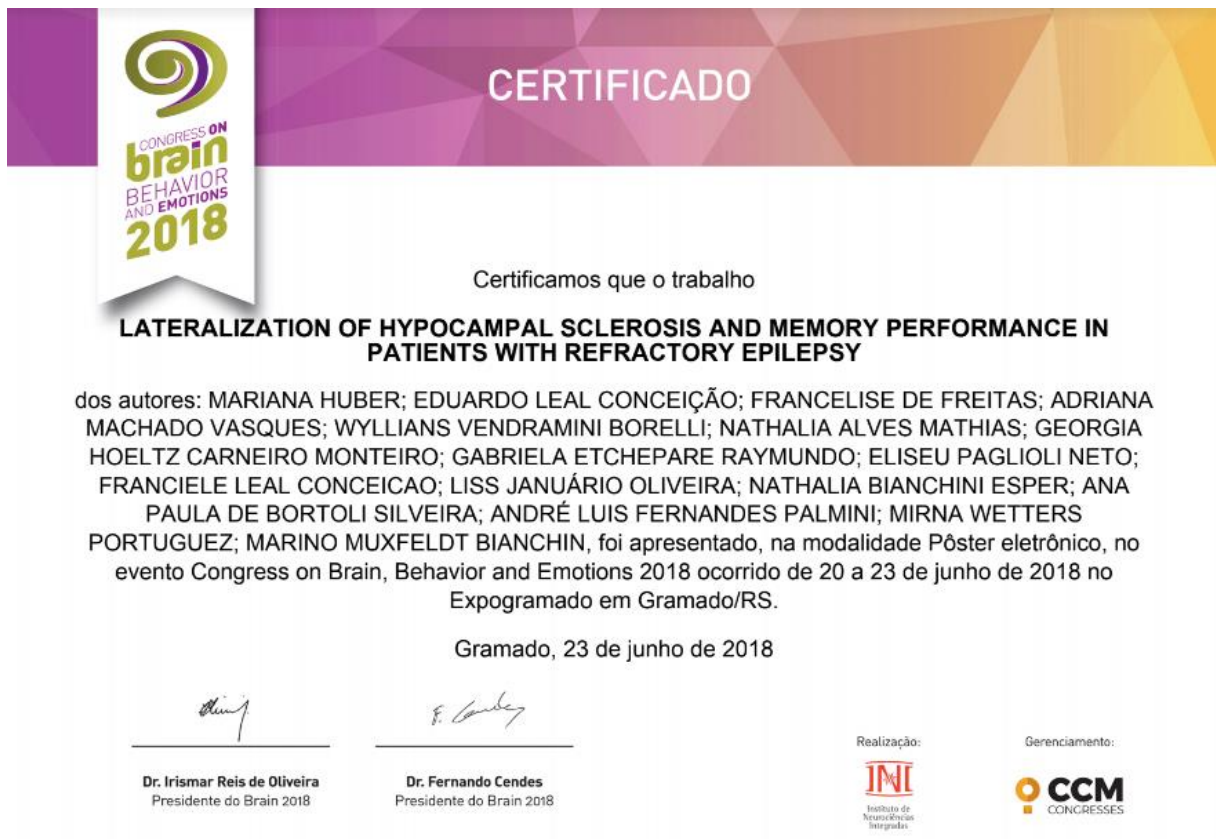 CERTIFICADO
CONGRESS ON
brain
BEHAVIOR
AND EMOTIONS
2018
Certificamos que o trabalho
LATERALIZATION OF HYPOCAMPAL SCLEROSIS AND MEMORY PERFORMANCE IN
PATIENTS WITH REFRACTORY EPILEPSY
dos autores: MARIANA HUBER; EDUARDO LEAL CONCEIÇÃO; FRANCELISE DE FREITAS; ADRIANA
MACHADO VASQUES; WYLLIANS VENDRAMINI BORELLI; NATHALIA ALVES MATHIAS; GEORGIA
HOELTZ CARNEIRO MONTEIRO; GABRIELA ETCHEPARE RAYMUNDO; ELISEU PAGLIOLI NETO;
FRANCIELE LEAL CONCEICAO; LISS JANUÁRIO OLIVEIRA; NATHALIA BIANCHINI ESPER; ANA
PAULA DE BORTOLI SILVEIRA; ANDRÉ LUIS FERNANDES PALMINI; MIRNA WETTERS
PORTUGUEZ; MARINO MUXFELDT BIANCHIN, foi apresentado, na modalidade Pôster eletrônico, no
evento Congress on Brain, Behavior and Emotions 2018 ocorrido de 20 a 23 de junho de 2018 no
Expogramado em Gramado/RS.
Gramado, 23 de junho de 2018
Dr. Irismar Reis de Oliveira
Presidente do Brain 2018
Dr. Fernando Cendes
Presidente do Brain 2018
Realização:
INI
Instituto de
Neurociências
Integradas
Gerenciamento:
CCM
CONGRESSES